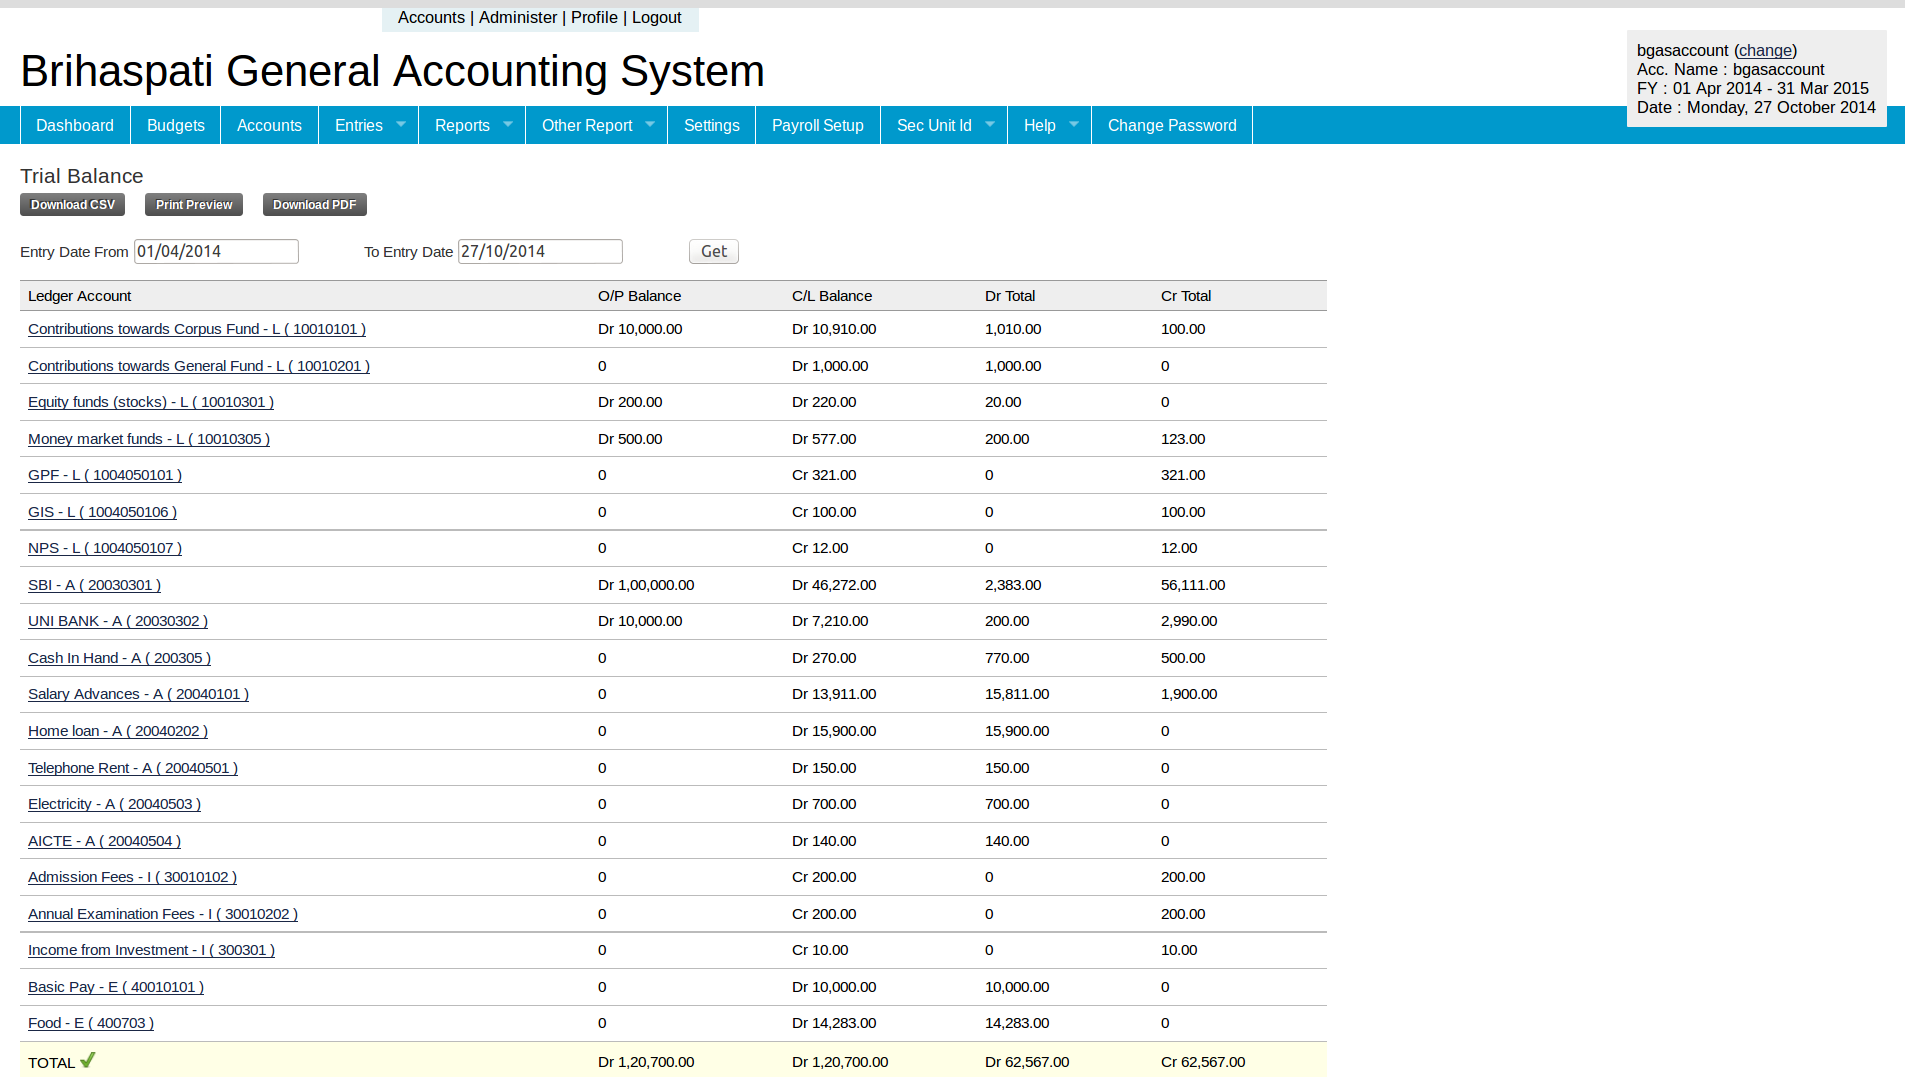 Accounts | Administer | Profile | Logout
Brihaspati General Accounting System
bgasaccount (change)
Acc. Name : bgasaccount
FY : 01 Apr 2014 - 31 Mar 2015
Date : Monday, 27 October 2014
Dashboard Budgets Accounts Entries Reports Other Report Settings Payroll Setup Sec Unit Id Help Change Password
Trial Balance
Download CSV Print Preview Download PDF
Entry Date From 01/04/2014 To Entry Date 27/10/2014 Get
Ledger Account O/P Balance C/L Balance Dr Total Cr Total
Contributions towards Corpus Fund - L ( 10010101 ) Dr 10,000.00 Dr 10,910.00 1,010.00 100.00
Contributions towards General Fund - L ( 10010201 ) 0 Dr 1,000.00 1,000.00 0
Equity funds (stocks) - L ( 10010301 ) Dr 200.00 Dr 220.00 20.00 0
Money market funds - L ( 10010305 ) Dr 500.00 Dr 577.00 200.00 123.00
GPF - L ( 1004050101 ) 0 Cr 321.00 0 321.00
GIS - L ( 1004050106 ) 0 Cr 100.00 0 100.00
NPS - L ( 1004050107 ) 0 Cr 12.00 0 12.00
SBI - A ( 20030301 ) Dr 1,00,000.00 Dr 46,272.00 2,383.00 56,111.00
UNI BANK - A ( 20030302 ) Dr 10,000.00 Dr 7,210.00 200.00 2,990.00
Cash In Hand - A ( 200305 ) 0 Dr 270.00 770.00 500.00
Salary Advances - A ( 20040101 ) 0 Dr 13,911.00 15,811.00 1,900.00
Home loan - A ( 20040202 ) 0 Dr 15,900.00 15,900.00 0
Telephone Rent - A ( 20040501 ) 0 Dr 150.00 150.00 0
Electricity - A ( 20040503 ) 0 Dr 700.00 700.00 0
AICTE - A ( 20040504 ) 0 Dr 140.00 140.00 0
Admission Fees - I ( 30010102 ) 0 Cr 200.00 0 200.00
Annual Examination Fees - I ( 30010202 ) 0 Cr 200.00 0 200.00
Income from Investment - I ( 300301 ) 0 Cr 10.00 0 10.00
Basic Pay - E ( 40010101 ) 0 Dr 10,000.00 10,000.00 0
Food - E ( 400703 ) 0 Dr 14,283.00 14,283.00 0
TOTAL Dr 1,20,700.00 Dr 1,20,700.00 Dr 62,567.00 Cr 62,567.00